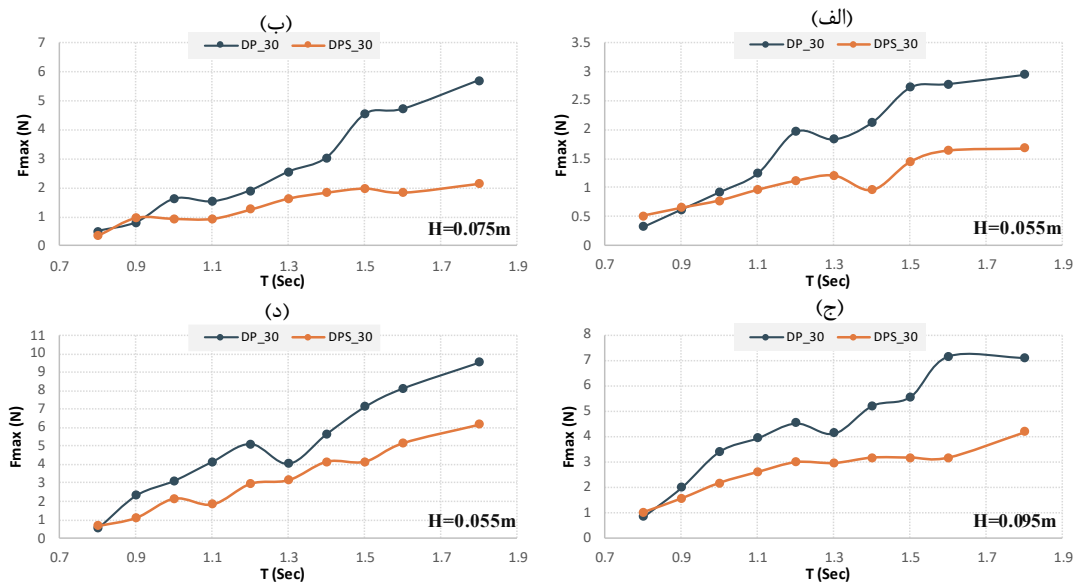 (الف)
DP_30 DPS_30
3.5
3
2.5
2
1.5
1
0.5
0
Fmax (N)
0.7 0.9 1.1 1.3 1.5 1.7 1.9
T (Sec)
H=0.055m
(ب)
DP_30 DPS_30
7
6
5
4
3
2
1
0
Fmax (N)
0.7 0.9 1.1 1.3 1.5 1.7 1.9
T (Sec)
H=0.075m
(ج)
DP_30 DPS_30
8
7
6
5
4
3
2
1
0
Fmax (N)
0.7 0.9 1.1 1.3 1.5 1.7 1.9
T (Sec)
H=0.095m
(د)
DP_30 DPS_30
11
10
9
8
7
6
5
4
3
2
1
0
Fmax (N)
0.7 0.9 1.1 1.3 1.5 1.7 1.9
T (Sec)
H=0.055m